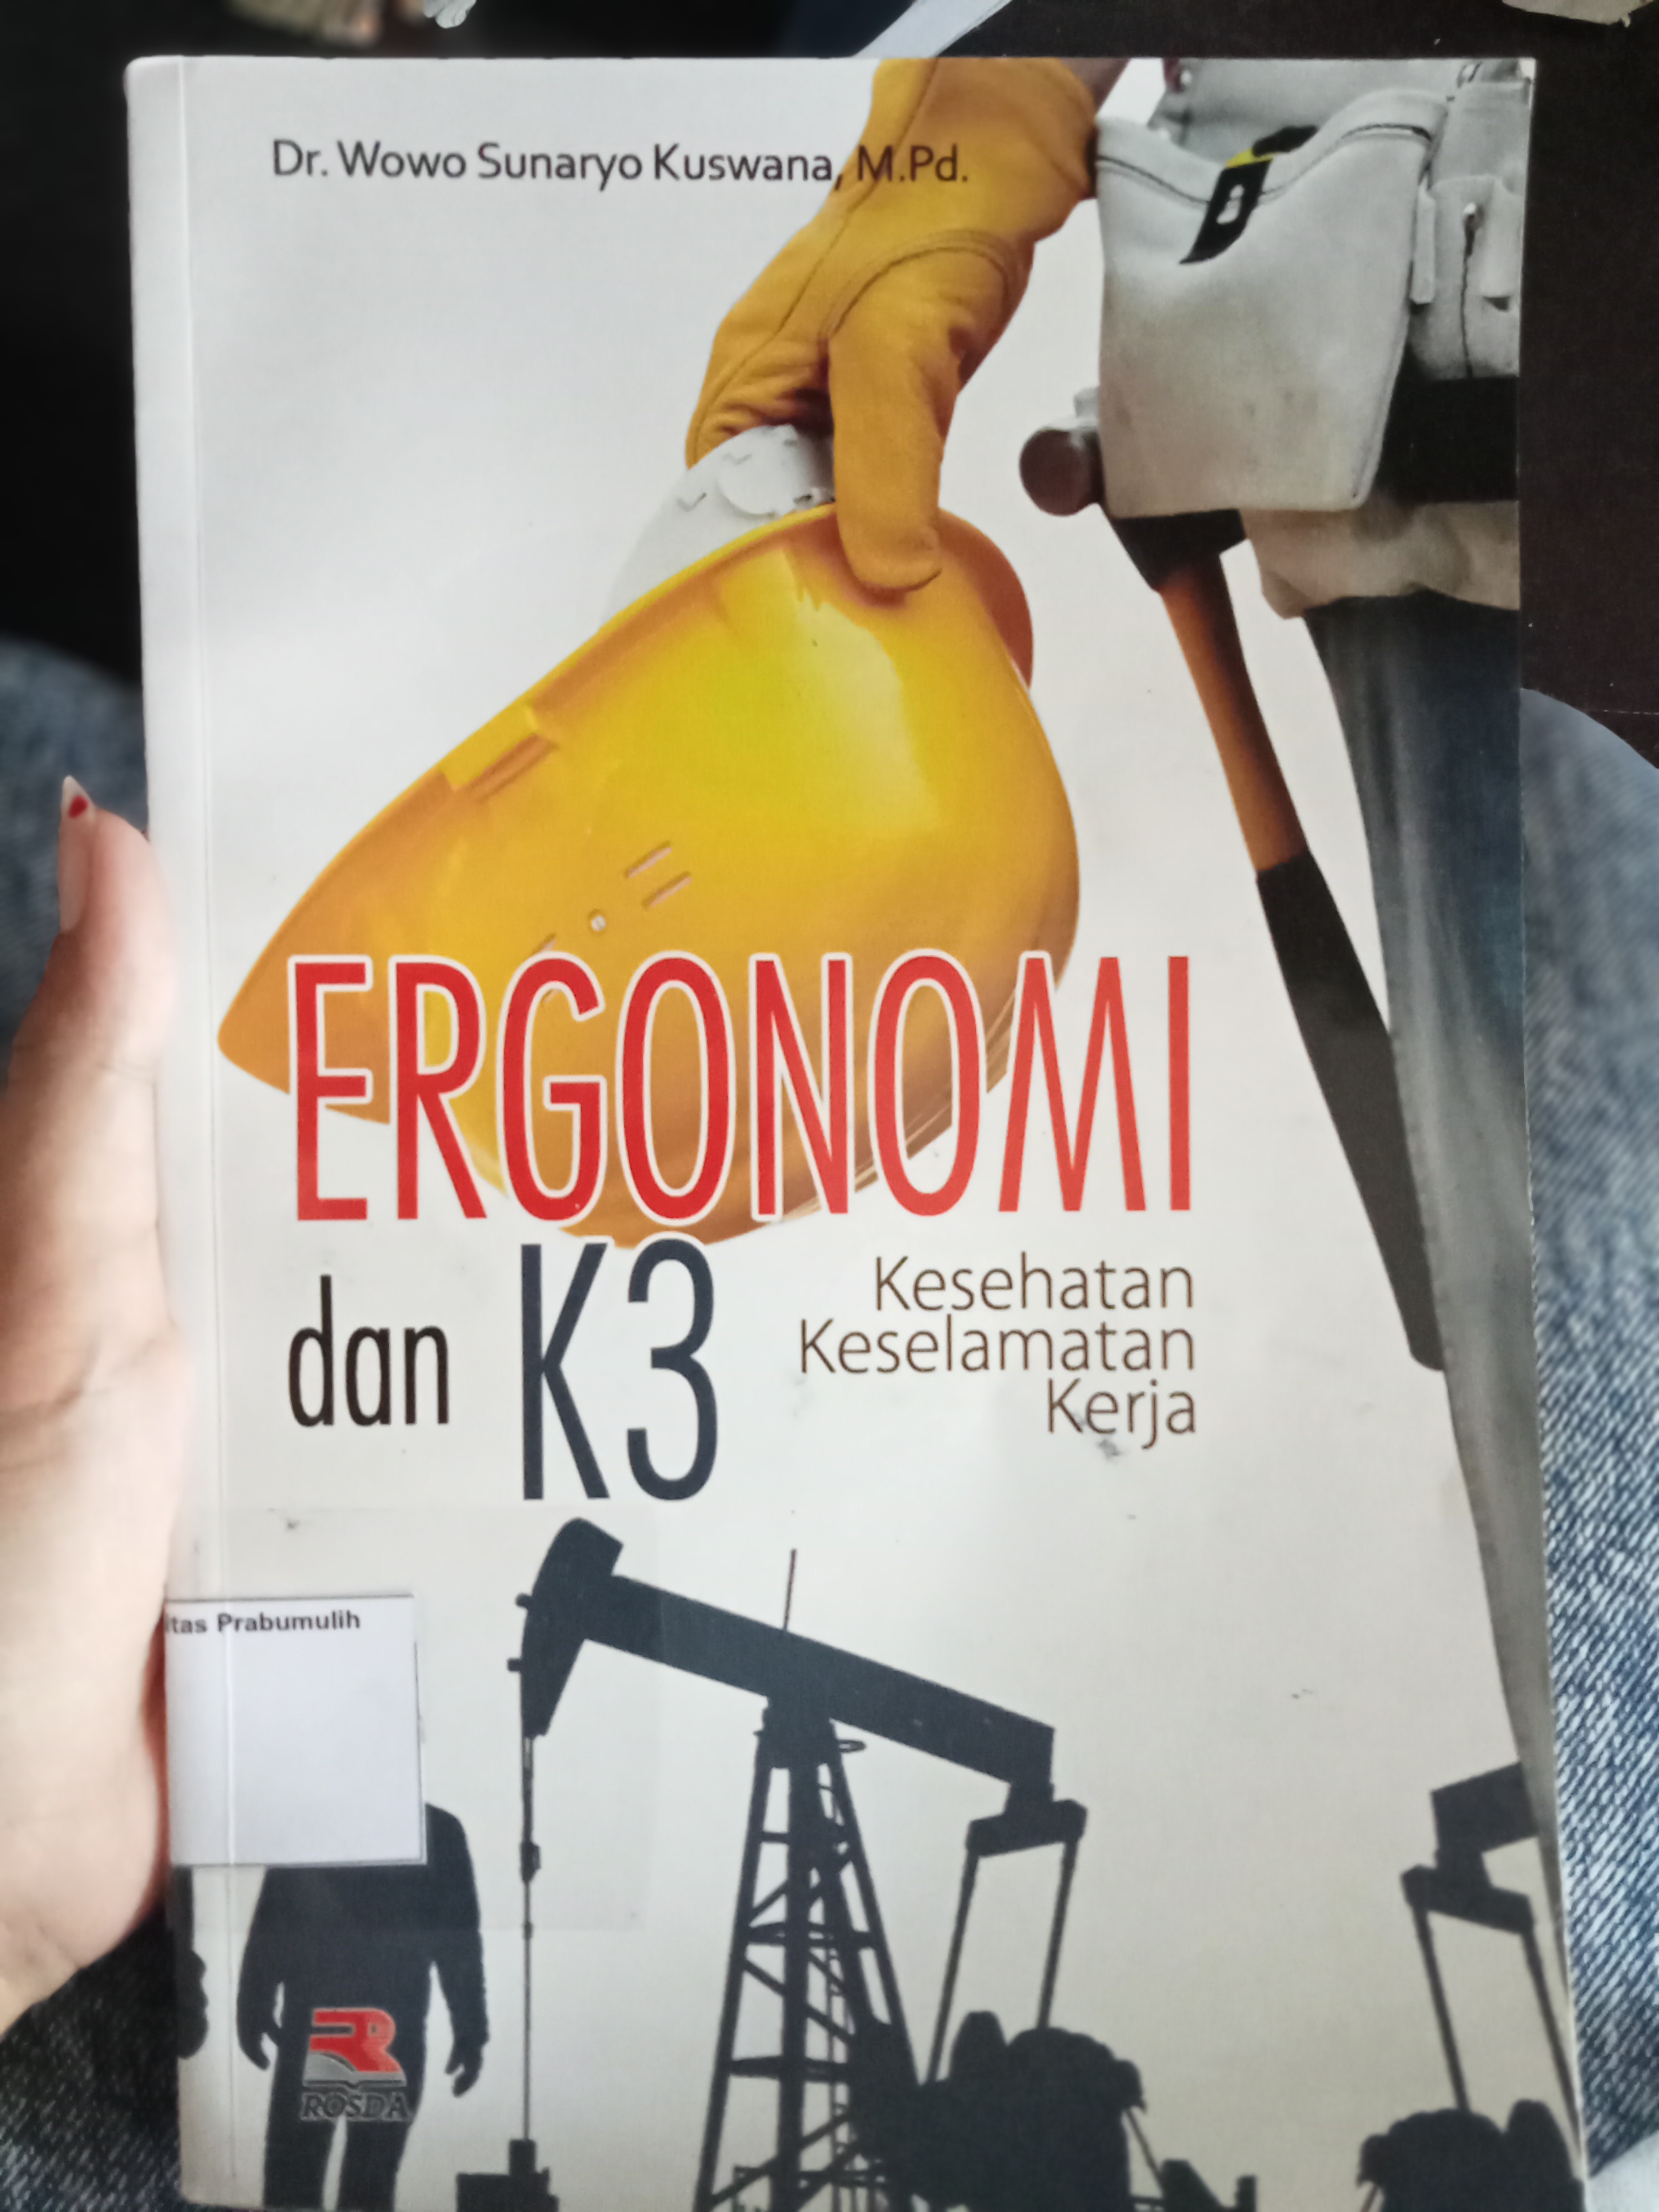 Dr. Wowo Sunaryo Kuswana, M.Pd.
ERGONOMI
dan K3
Kesehatan
Keselamatan
Kerja
itas Prabumulih
ROSDA